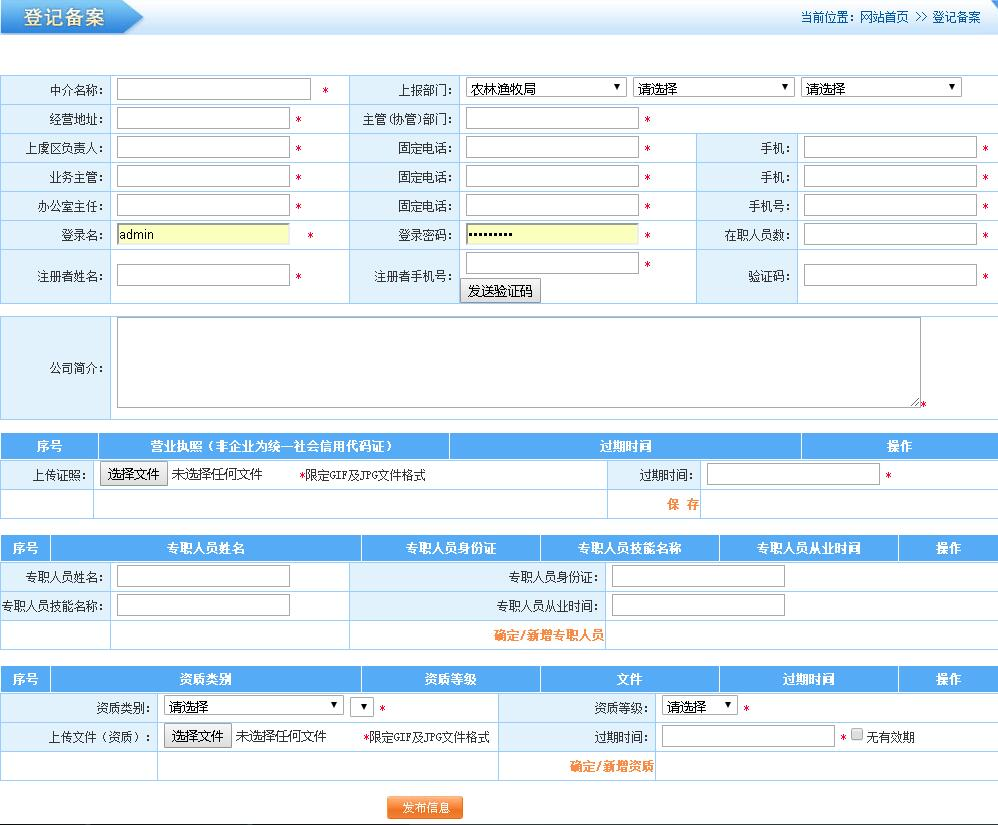 登记备案 当前位置：网站首页 >> 登记备案
中介名称： * 上报部门： 农林渔牧局 请选择 请选择
经营地址： * 主管(协管)部门： *
上虞区负责人： * 固定电话： * 手机： *
业务主管： * 固定电话： * 手机： *
办公室主任： * 固定电话： * 手机号： *
登录名： admin * 登录密码： ••••••••• * 在职人员数： *
注册者姓名： * 注册者手机号： * 验证码： *
发送验证码
公司简介： *
序号 营业执照（非企业为统一社会信用代码证） 过期时间 操作
上传证照： 选择文件 未选择任何文件 *限定GIF及JPG文件格式 过期时间： *
保 存
序号 专职人员姓名 专职人员身份证 专职人员技能名称 专职人员从业时间 操作
专职人员姓名： 专职人员身份证：
专职人员技能名称： 专职人员从业时间：
确定/新增专职人员
序号 资质类别 资质等级 文件 过期时间 操作
资质类别： 请选择 * 资质等级： 请选择 *
上传文件（资质）： 选择文件 未选择任何文件 *限定GIF及JPG文件格式 过期时间： * 无有效期
确定/新增资质
发布信息